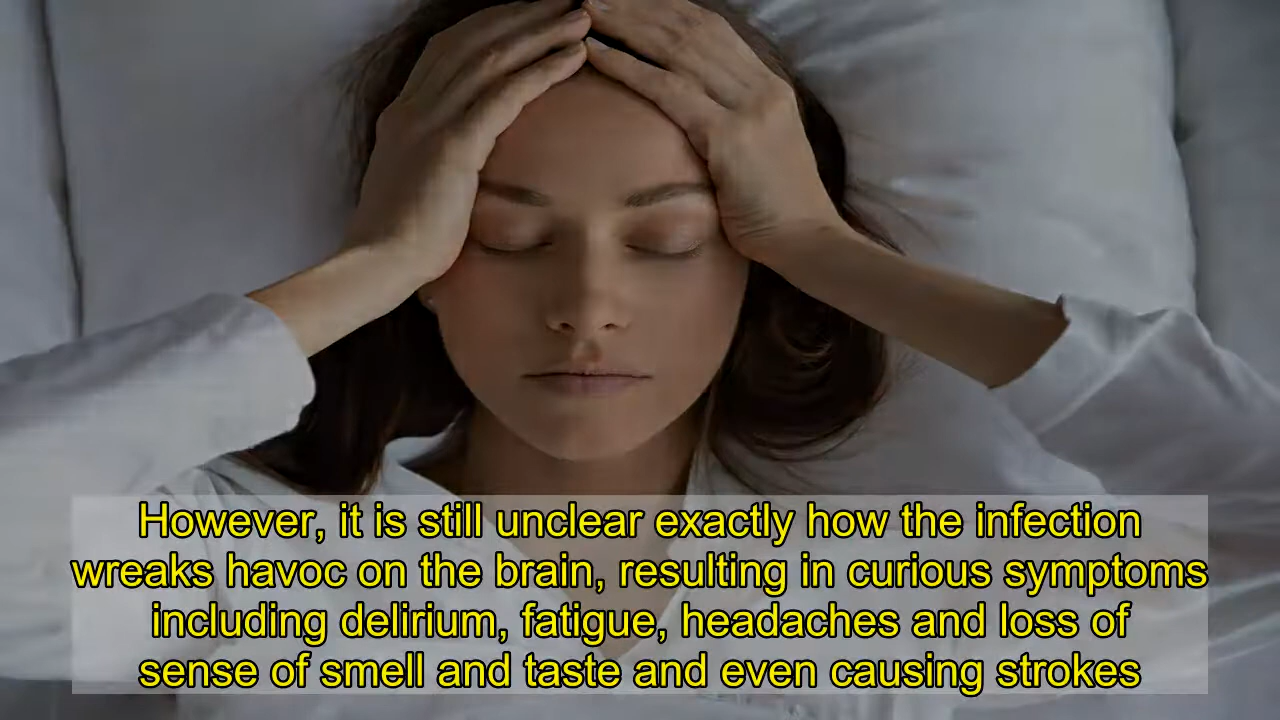 However, it is still unclear exactly how the infection
wreaks havoc on the brain, resulting in curious symptoms
including delirium, fatigue, headaches and loss of
sense of smell and taste and even causing strokes